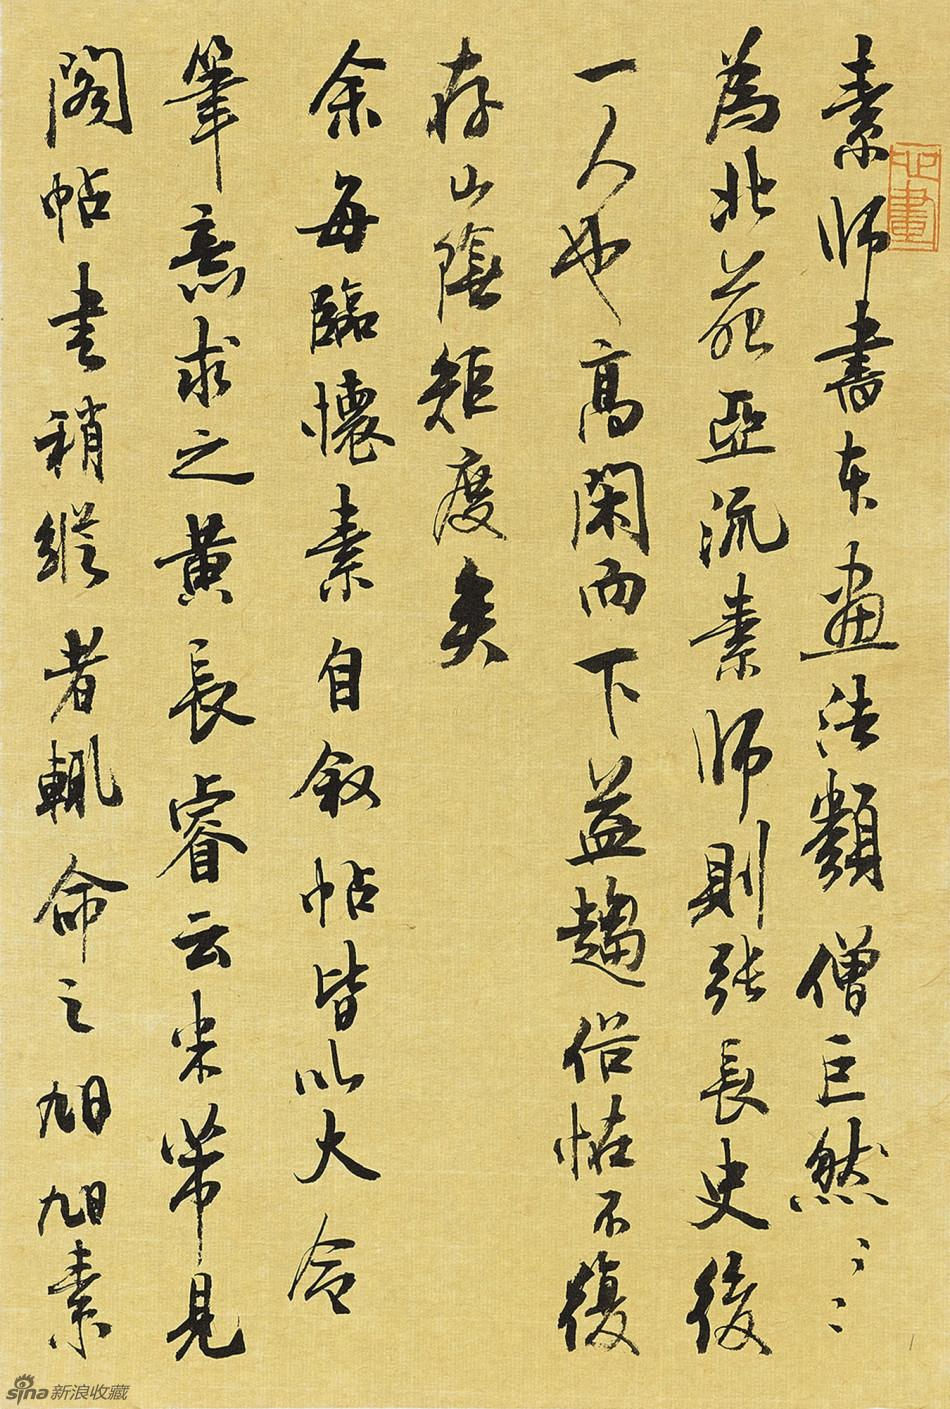 素師書本畫法類僧巨然〻〻
為北苑亞流素師則張長史後
一人也高閑而下益趨俗恠不復
存山陰矩度矣
余每臨懷素自叙帖皆以大令
筆意求之黃長睿云米芾見
閣帖書稍縱者輒命之旭旭素
sina新浪收藏